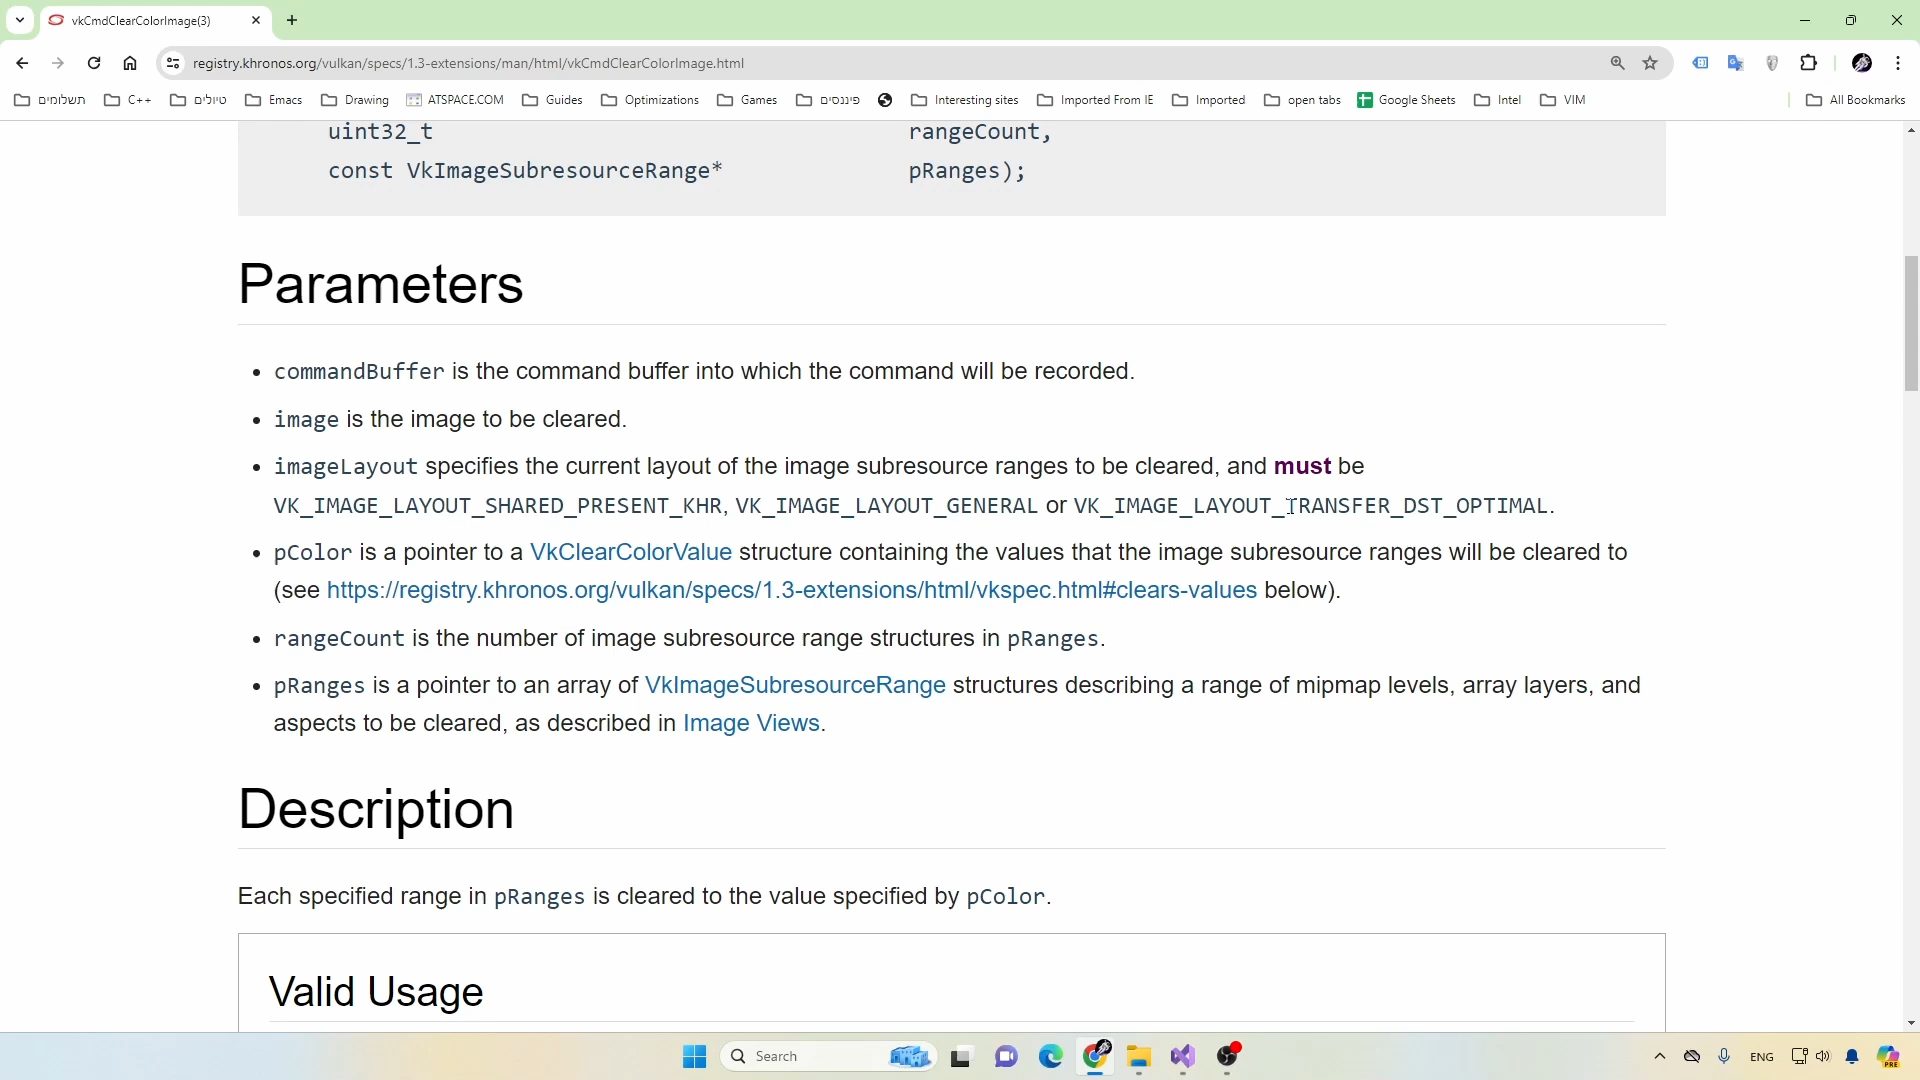 vkCmdClearColorImage(3)
registry.khronos.org/vulkan/specs/1.3-extensions/man/html/vkCmdClearColorImage.html
תשלומים C++ טיולים Emacs Drawing ATSPACE.COM Guides Optimizations Games פיננסים Interesting sites Imported From IE Imported open tabs Google Sheets Intel VIM All Bookmarks
uint32_t rangeCount,
const VkImageSubresourceRange* pRanges);
Parameters
• commandBuffer is the command buffer into which the command will be recorded.
• image is the image to be cleared.
• imageLayout specifies the current layout of the image subresource ranges to be cleared, and must be
VK_IMAGE_LAYOUT_SHARED_PRESENT_KHR, VK_IMAGE_LAYOUT_GENERAL or VK_IMAGE_LAYOUT_TRANSFER_DST_OPTIMAL.
• pColor is a pointer to a VkClearColorValue structure containing the values that the image subresource ranges will be cleared to
(see https://registry.khronos.org/vulkan/specs/1.3-extensions/html/vkspec.html#clears-values below).
• rangeCount is the number of image subresource range structures in pRanges.
• pRanges is a pointer to an array of VkImageSubresourceRange structures describing a range of mipmap levels, array layers, and
aspects to be cleared, as described in Image Views.
Description
Each specified range in pRanges is cleared to the value specified by pColor.
Valid Usage
Search
ENG
PRE